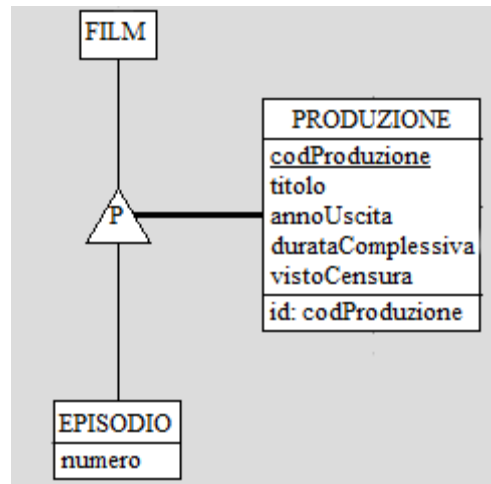 FILM
PRODUZIONE
codProduzione
titolo
annoUscita
durataComplessiva
vistoCensura
id: codProduzione
P
EPISODIO
numero